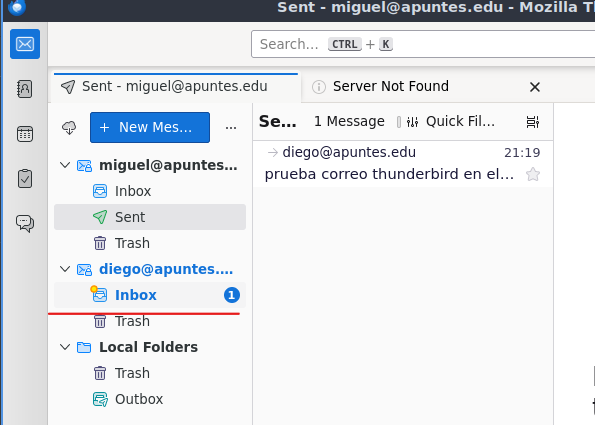 Sent - miguel@apuntes.edu - Mozilla
Search... CTRL + K
Sent - miguel@apuntes.edu
Server Not Found
+ New Mes... ...
Se... 1 Message Quick Fil...
miguel@apuntes...
Inbox
Sent
Trash
diego@apuntes....
Inbox 1
Trash
Local Folders
Trash
Outbox
diego@apuntes.edu 21:19
prueba correo thunderbird en el...